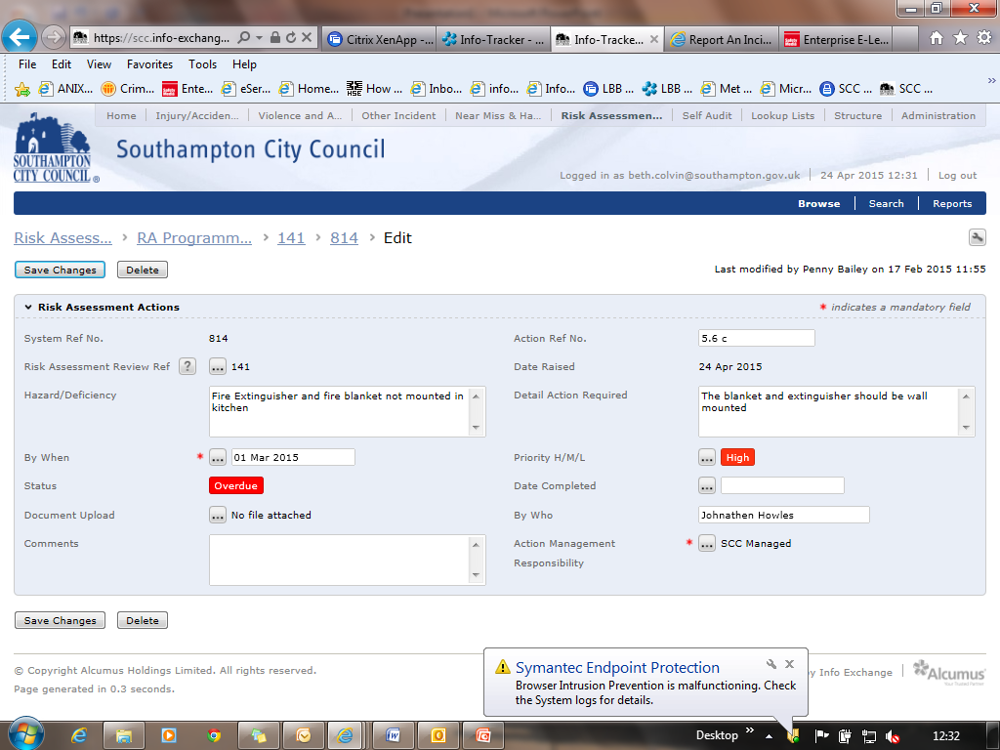 https://scc.info-exchang...
Citrix XenApp -...
Info-Tracker - ...
Info-Tracke...
Report An Inci...
Enterprise E-Le...
File Edit View Favorites Tools Help
ANIX...
Crim...
Ente...
eSer...
Home...
How ...
Inbo...
info...
Info...
LBB ...
LBB ...
Met ...
Micr...
SCC ...
SCC ...
Home
Injury/Acciden...
Violence and A...
Other Incident
Near Miss & Ha...
Risk Assessmen...
Self Audit
Lookup Lists
Structure
Administration
SOUTHAMPTON
CITY COUNCIL ®
Southampton City Council
Logged in as beth.colvin@southampton.gov.uk
24 Apr 2015 12:31
Log out
Browse
Search
Reports
Risk Assess... › RA Programm... › 141 › 814 › Edit
Save Changes
Delete
Last modified by Penny Bailey on 17 Feb 2015 11:55
Risk Assessment Actions
* indicates a mandatory field
System Ref No. 814
Action Ref No. 5.6 c
Risk Assessment Review Ref ? ... 141
Date Raised 24 Apr 2015
Hazard/Deficiency
Fire Extinguisher and fire blanket not mounted in
kitchen
Detail Action Required
The blanket and extinguisher should be wall
mounted
By When * ... 01 Mar 2015
Priority H/M/L ... High
Status Overdue
Date Completed ...
Document Upload ... No file attached
By Who Johnathen Howles
Comments
Action Management
Responsibility
* ... SCC Managed
Save Changes
Delete
© Copyright Alcumus Holdings Limited. All rights reserved.
Page generated in 0.3 seconds.
y Info Exchange
Alcumus
Symantec Endpoint Protection
Browser Intrusion Prevention is malfunctioning. Check
the System logs for details.
Desktop »
12:32